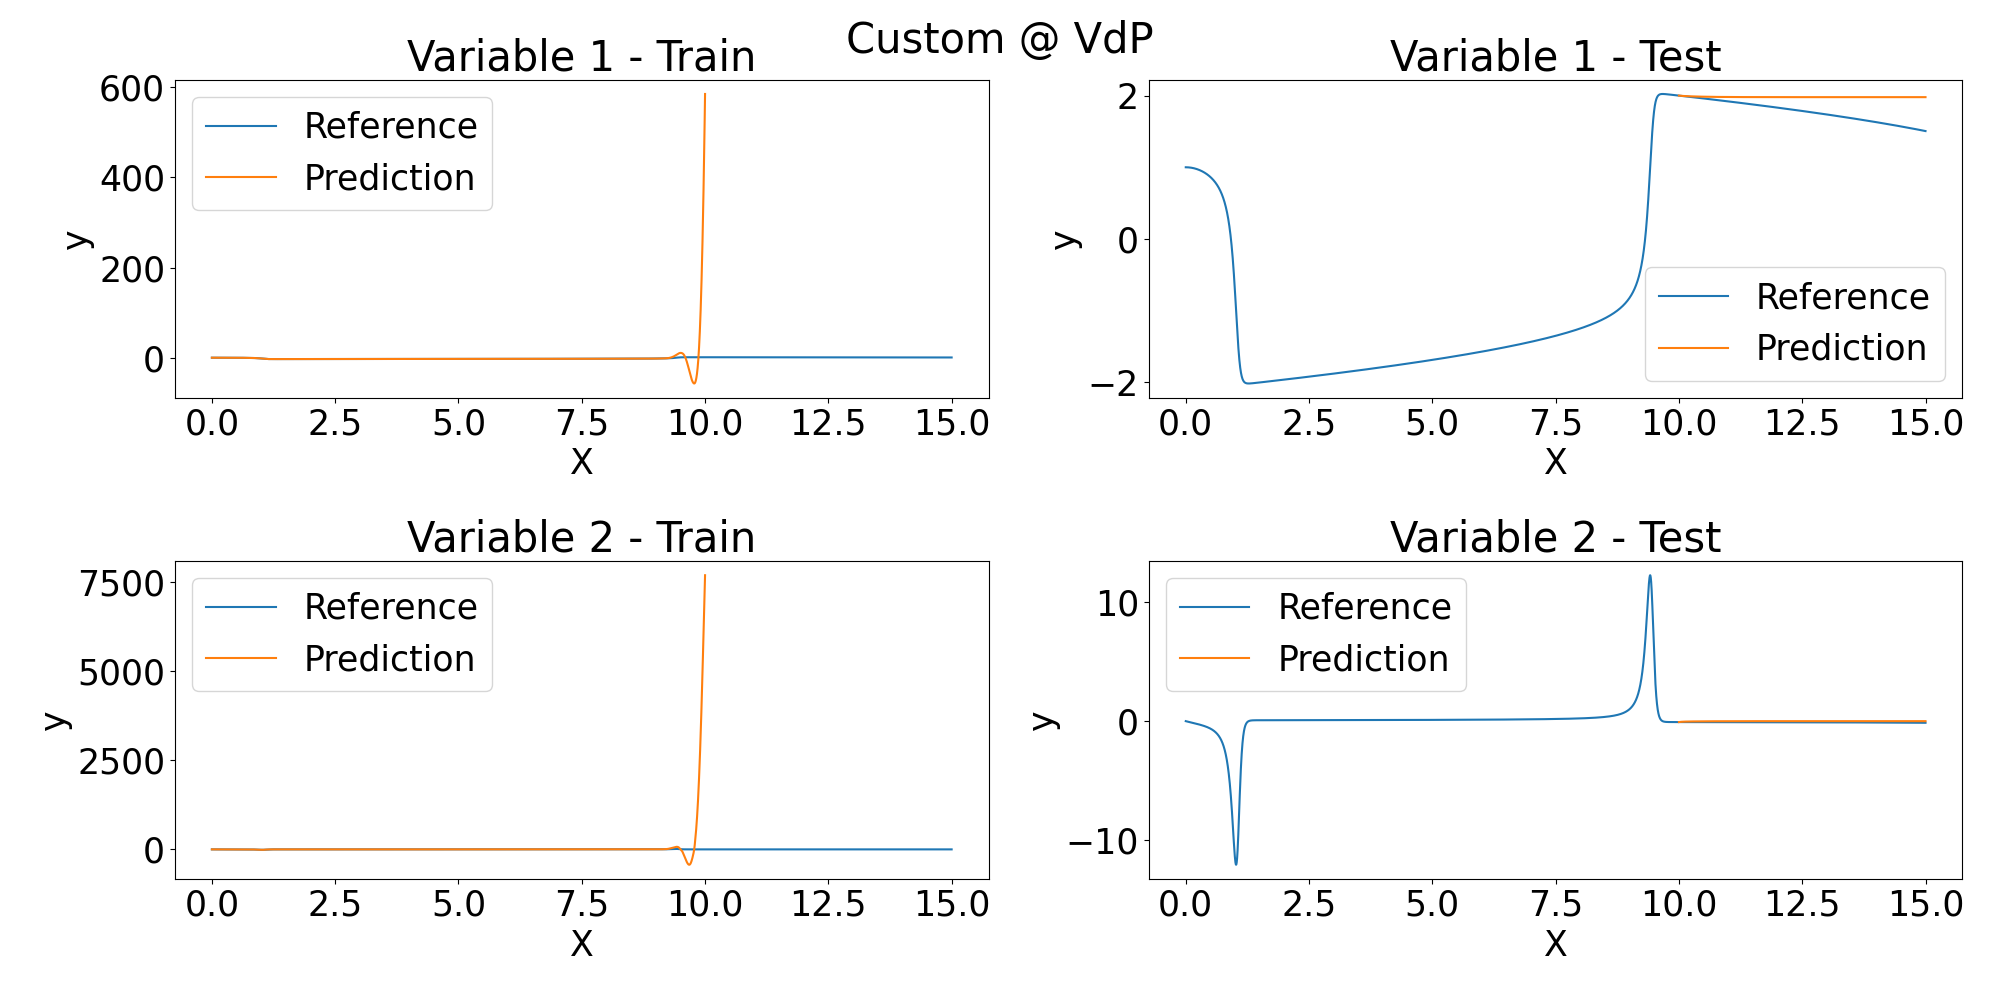 Custom @ VdP
Variable 1 - Train
600
400
200
0
y
Reference
Prediction
0.0 2.5 5.0 7.5 10.0 12.5 15.0
X
Variable 1 - Test
2
0
−2
y
Reference
Prediction
0.0 2.5 5.0 7.5 10.0 12.5 15.0
X
Variable 2 - Train
7500
5000
2500
0
y
Reference
Prediction
0.0 2.5 5.0 7.5 10.0 12.5 15.0
X
Variable 2 - Test
10
0
−10
y
Reference
Prediction
0.0 2.5 5.0 7.5 10.0 12.5 15.0
X